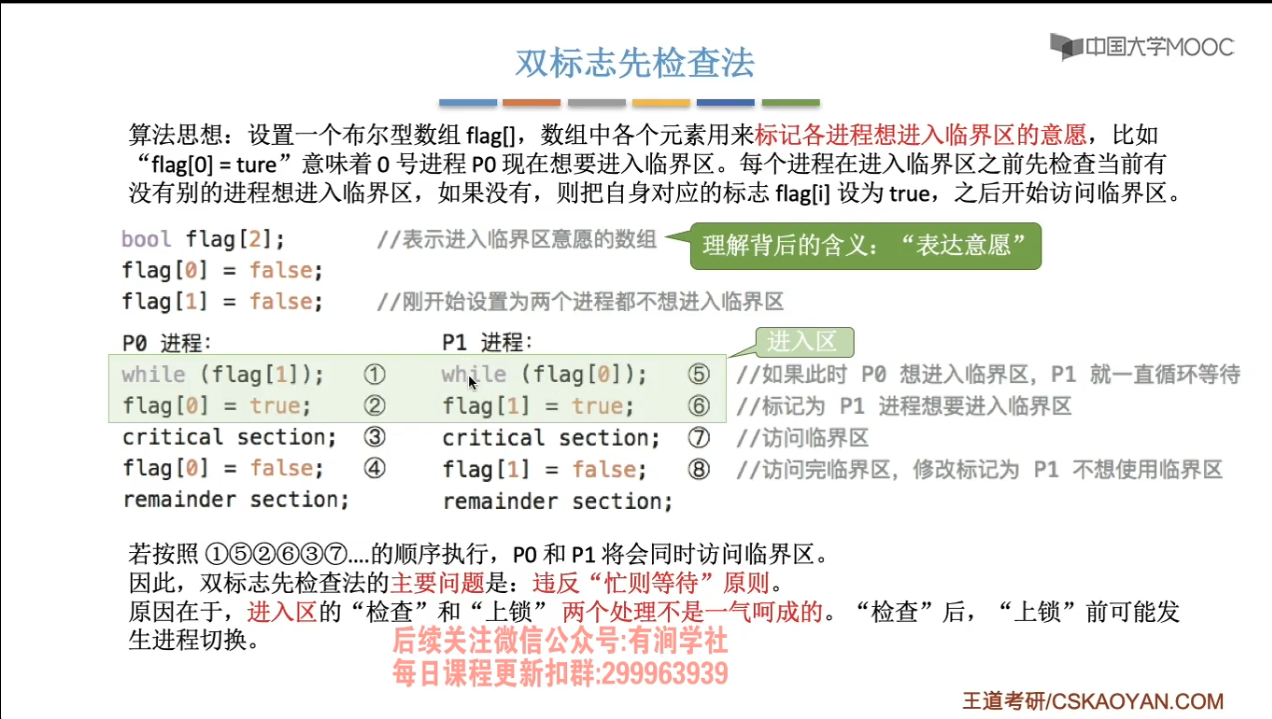 中国大学MOOC
双标志先检查法
算法思想：设置一个布尔型数组 flag[]，数组中各个元素用来标记各进程想进入临界区的意愿，比如
“flag[0] = ture”意味着 0 号进程 P0 现在想要进入临界区。每个进程在进入临界区之前先检查当前有
没有别的进程想进入临界区，如果没有，则把自身对应的标志 flag[i] 设为 true，之后开始访问临界区。
bool flag[2]; //表示进入临界区意愿的数组
理解背后的含义：“表达意愿”
flag[0] = false;
flag[1] = false; //刚开始设置为两个进程都不想进入临界区
P0 进程： P1 进程： 进入区
while (flag[1]); ① while (flag[0]); ⑤ //如果此时 P0 想进入临界区，P1 就一直循环等待
flag[0] = true; ② flag[1] = true; ⑥ //标记为 P1 进程想要进入临界区
critical section; ③ critical section; ⑦ //访问临界区
flag[0] = false; ④ flag[1] = false; ⑧ //访问完临界区，修改标记为 P1 不想使用临界区
remainder section; remainder section;
若按照 ①⑤②⑥③⑦....的顺序执行，P0 和 P1 将会同时访问临界区。
因此，双标志先检查法的主要问题是：违反“忙则等待”原则。
原因在于，进入区的“检查”和“上锁” 两个处理不是一气呵成的。“检查”后，“上锁”前可能发
生进程切换。
后续关注微信公众号:有涧学社
每日课程更新扣群:299963939
王道考研/CSKAOYAN.COM